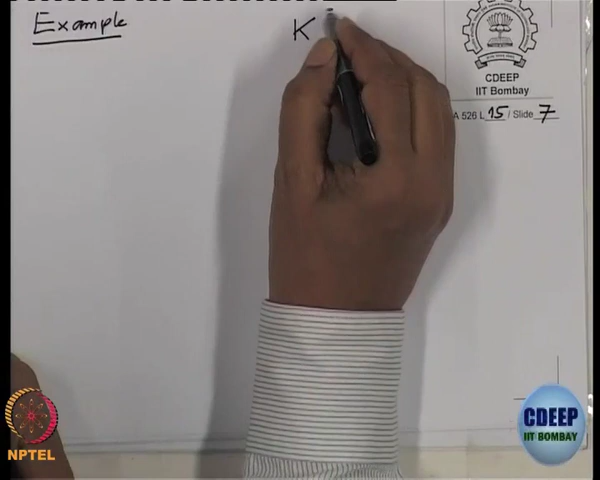 Example
K
CDEEP
IIT Bombay
A 526 L 15 / Slide 7
NPTEL
CDEEP
IIT BOMBAY